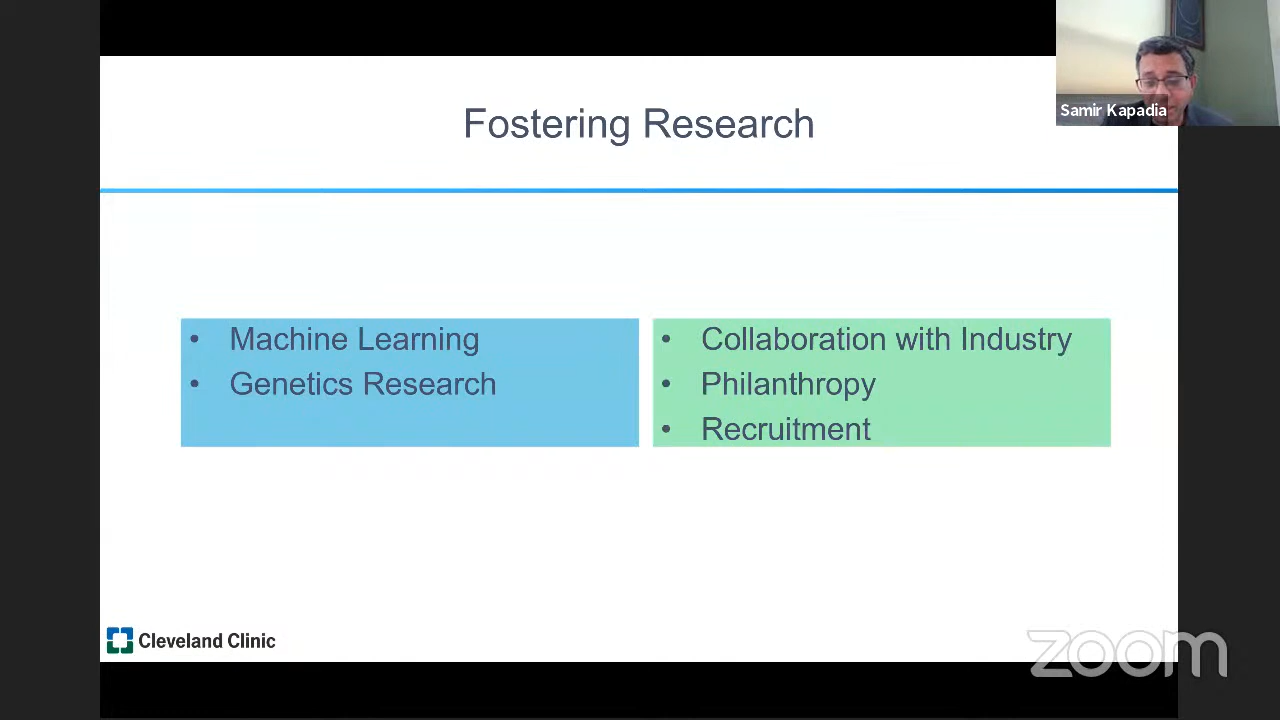 Fostering Research
Samir Kapadia
• Machine Learning
• Genetics Research
• Collaboration with Industry
• Philanthropy
• Recruitment
Cleveland Clinic
zoom